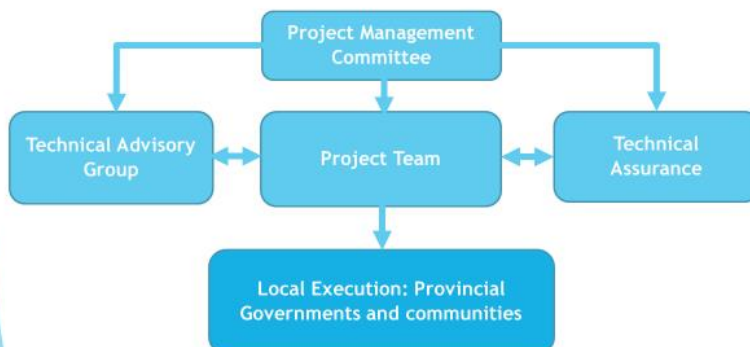 Project Management
Committee
Technical Advisory
Group
Project Team
Technical
Assurance
Local Execution: Provincial
Governments and communities